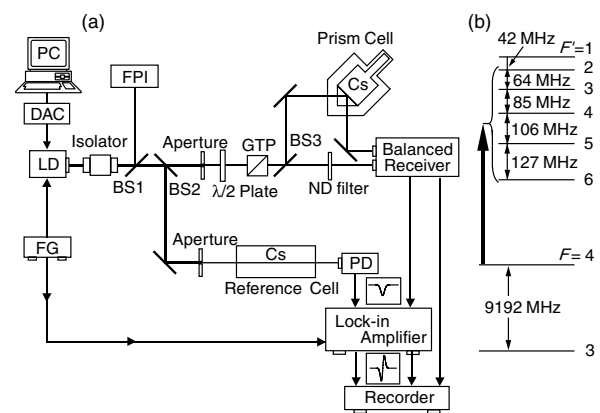 (a)
PC
DAC
LD
FG
FPI
Isolator
BS1
BS2
Aperture
λ/2 Plate
GTP
BS3
ND filter
Prism Cell
Cs
Balanced
Receiver
Aperture
Cs
Reference Cell
PD
Lock-in
Amplifier
Recorder
(b)
42 MHz
F'=1
2
64 MHz
3
85 MHz
4
106 MHz
5
127 MHz
6
F= 4
9192 MHz
3